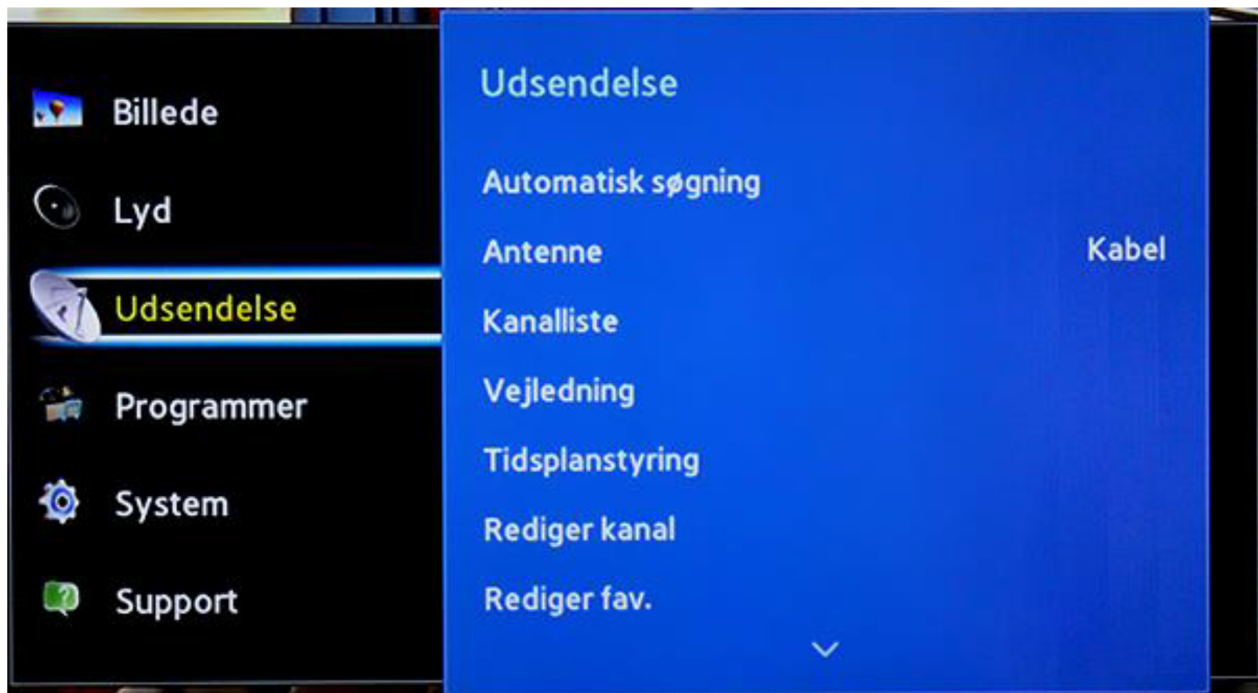 Billede
Lyd
Udsendelse
Programmer
System
Support
Udsendelse
Automatisk søgning
Antenne Kabel
Kanalliste
Vejledning
Tidsplanstyring
Rediger kanal
Rediger fav.